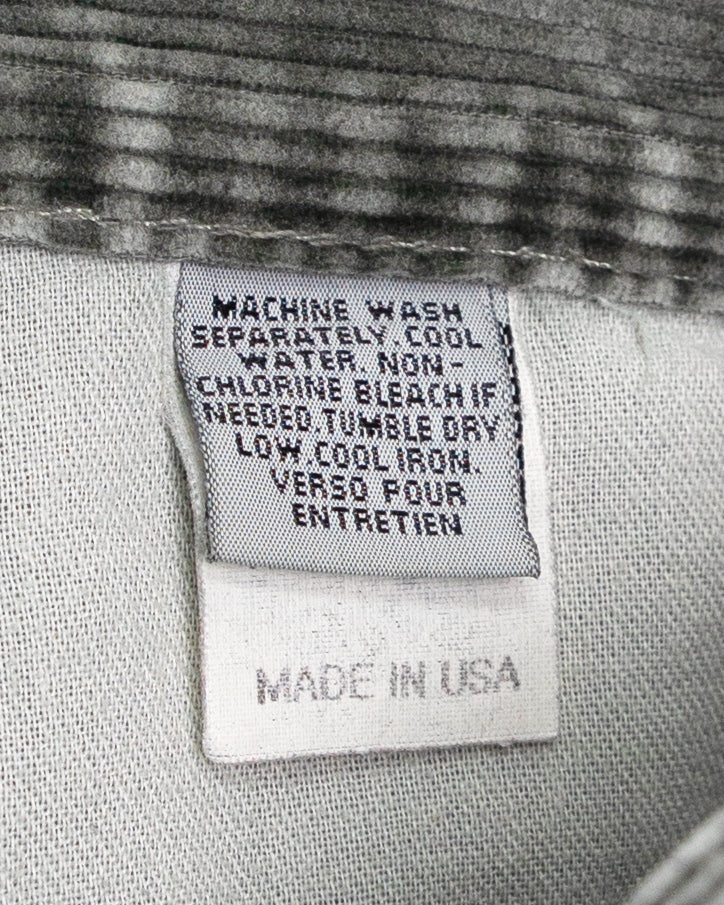 MACHINE WASH
SEPARATELY. COOL
WATER. NON-
CHLORINE BLEACH IF
NEEDED. TUMBLE DRY
LOW. COOL IRON.
VERSO POUR
ENTRETIEN
MADE IN USA